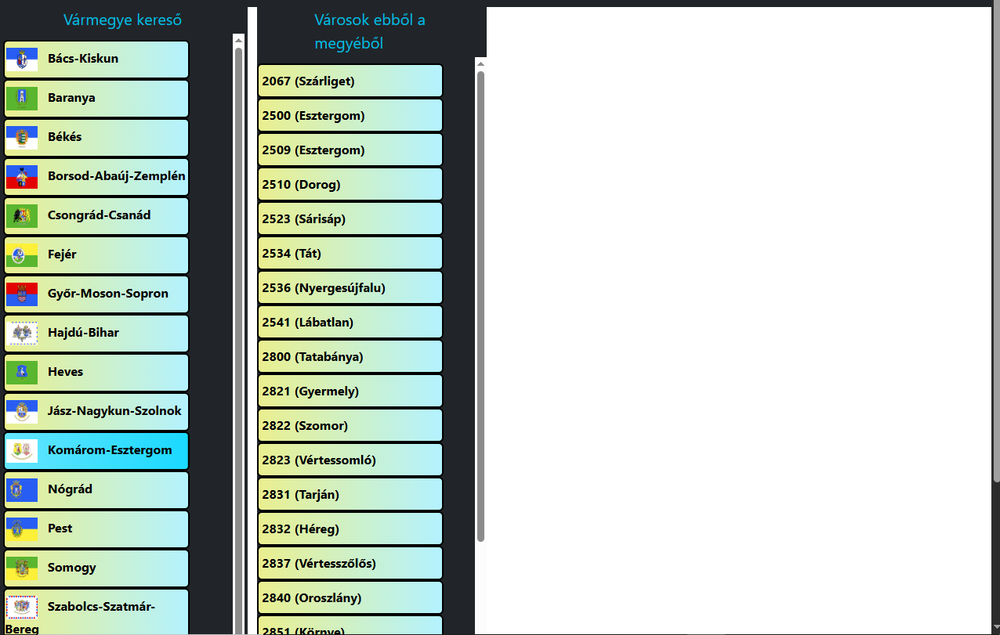 Vármegye kereső
Bács-Kiskun
Baranya
Békés
Borsod-Abaúj-Zemplén
Csongrád-Csanád
Fejér
Győr-Moson-Sopron
Hajdú-Bihar
Heves
Jász-Nagykun-Szolnok
Komárom-Esztergom
Nógrád
Pest
Somogy
Szabolcs-Szatmár-
Bereg
Városok ebből a
megyéből
2067 (Szárliget)
2500 (Esztergom)
2509 (Esztergom)
2510 (Dorog)
2523 (Sárisáp)
2534 (Tát)
2536 (Nyergesújfalu)
2541 (Lábatlan)
2800 (Tatabánya)
2821 (Gyermely)
2822 (Szomor)
2823 (Vértessomló)
2831 (Tarján)
2832 (Héreg)
2837 (Vértesszőlős)
2840 (Oroszlány)
2851 (Környe)